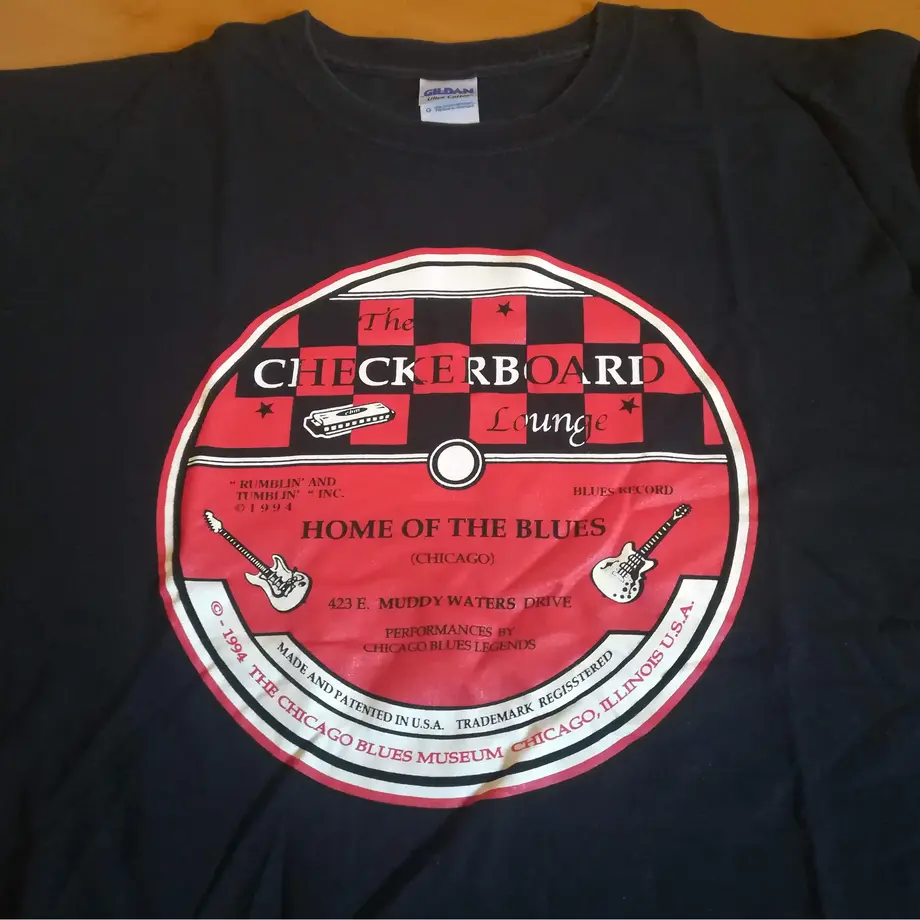 GILDAN
Ultra Cotton
The
CHECKERBOARD
Lounge
" RUMBLIN' AND
TUMBLIN' " INC.
© 1994
BLUES RECORD
HOME OF THE BLUES
(CHICAGO)
423 E. MUDDY WATERS DRIVE
PERFORMANCES BY
CHICAGO BLUES LEGENDS
MADE AND PATENTED IN U.S.A. TRADEMARK REGISSTERED
© - 1994 THE CHICAGO BLUES MUSEUM CHICAGO, ILLINOIS U.S.A.